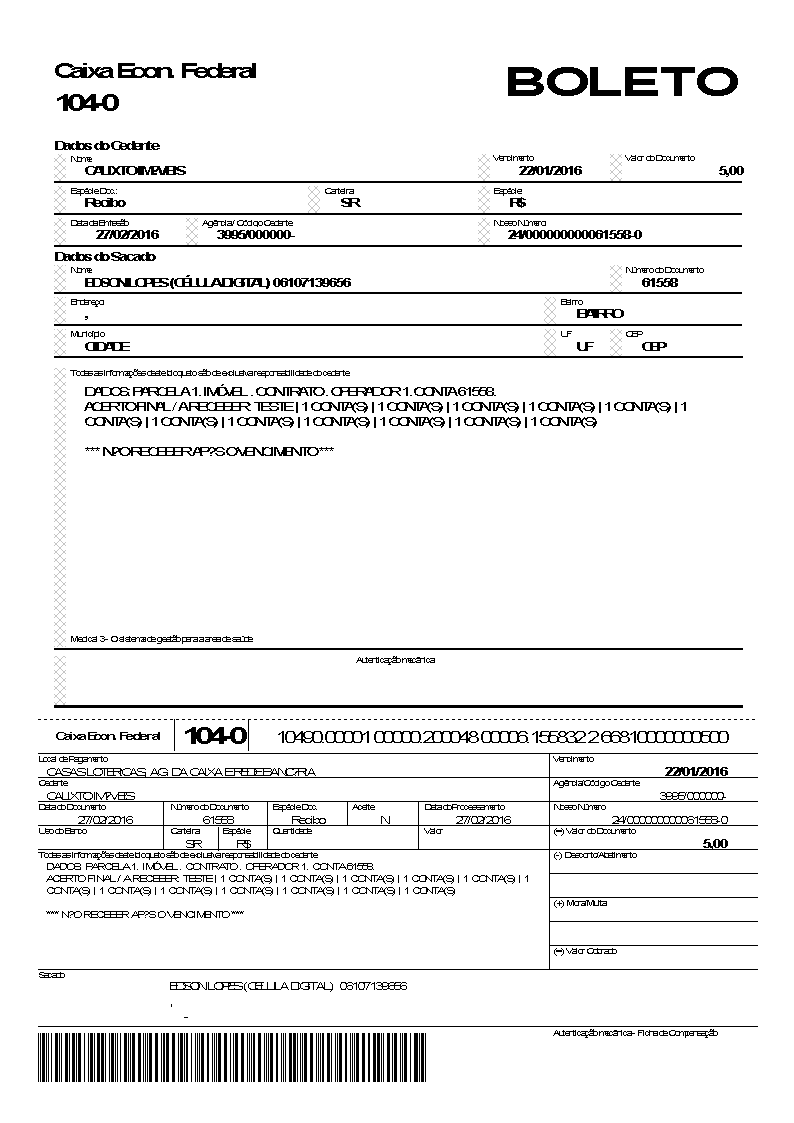 Caixa Econ. Federal
BOLETO
104-0
Dados do Cedente
Nome
Vencimento
Valor do Documento
CALIXTO IM?VEIS
22/01/2016
5,00
Espécie Doc.:
Carteira
Espécie
Recibo
SR
R$
Data da Emissão
Agência / Código Cedente
Nosso Número
27/02/2016
3995/000000-
24/000000000061558-0
Dados do Sacado
Nome
Número do Documento
EDSON LOPES (CÉLULA DIGITAL) 06107139656
61558
Endereço
Bairro
,
BAIRRO
Município
UF
CEP
CIDADE
UF
CEP
Todas as informações deste bloqueto são de exclusiva responsabilidade do cedente
DADOS: PARCELA 1. IMÓVEL . CONTRATO . OPERADOR 1. CONTA 61558.
ACERTO FINAL / A RECEBER: TESTE | 1 CONTA(S) | 1 CONTA(S) | 1 CONTA(S) | 1 CONTA(S) | 1 CONTA(S) | 1
CONTA(S) | 1 CONTA(S) | 1 CONTA(S) | 1 CONTA(S) | 1 CONTA(S) | 1 CONTA(S) | 1 CONTA(S)
*** N?O RECEBER AP?S O VENCIMENTO ***
Medical 3 - O sistema de gestão para a area de saúde
Autenticação mecânica
Caixa Econ. Federal
104-0
10490.00001 00000.200048 00006.155832 2 66810000000500
Local de Pagamento
Vencimento
CASAS LOTERICAS, AG. DA CAIXA E REDE BANC?RIA
22/01/2016
Cedente
Agência/Código Cedente
CALIXTO IM?VEIS
3995/000000-
Data do Documento
Número do Documento
Espécie Doc.
Aceite
Data do Processamento
Nosso Número
27/02/2016
61558
Recibo
N
27/02/2016
24/000000000061558-0
Uso do Banco
Carteira
Espécie
Quantidade
Valor
(=) Valor do Documento
SR
R$
5,00
Todas as informações deste bloqueto são de exclusiva responsabilidade do cedente
(-) Desconto/Abatimento
DADOS: PARCELA 1. IMÓVEL . CONTRATO . OPERADOR 1. CONTA 61558.
ACERTO FINAL / A RECEBER: TESTE | 1 CONTA(S) | 1 CONTA(S) | 1 CONTA(S) | 1 CONTA(S) | 1 CONTA(S) | 1
CONTA(S) | 1 CONTA(S) | 1 CONTA(S) | 1 CONTA(S) | 1 CONTA(S) | 1 CONTA(S) | 1 CONTA(S)
(+) Mora/Multa
*** N?O RECEBER AP?S O VENCIMENTO ***
(=) Valor Cobrado
Sacado
EDSON LOPES (CÉLULA DIGITAL) 06107139656
,
-
Autenticação mecânica - Ficha de Compensação